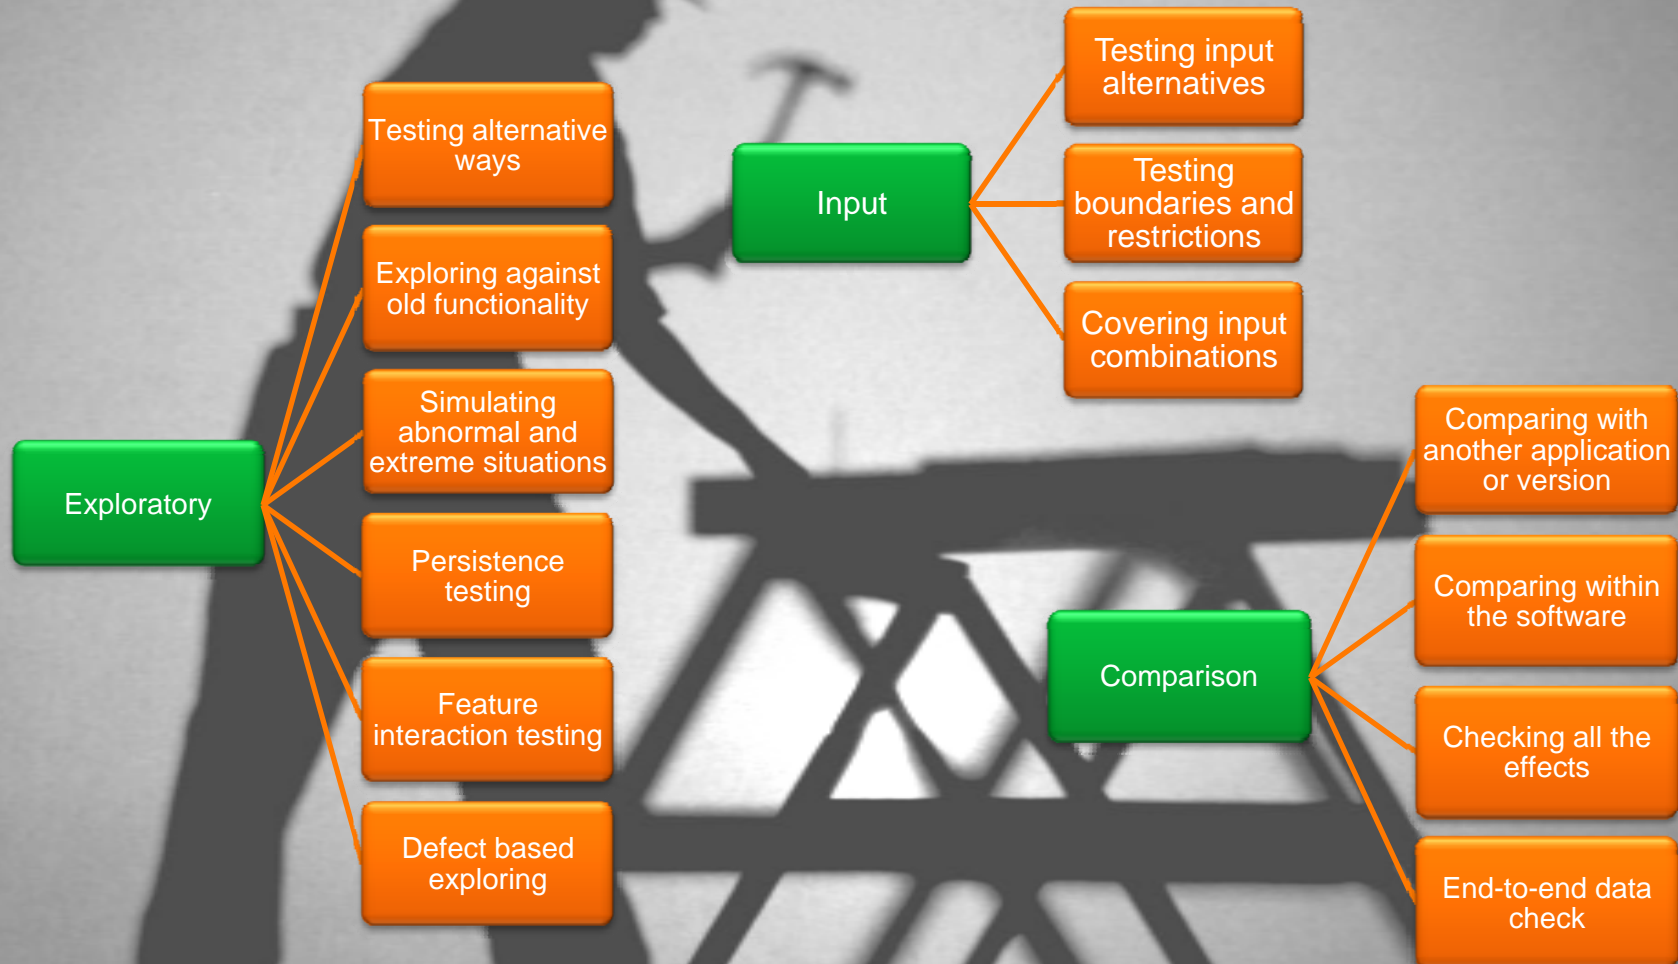 Exploratory
Testing alternative
ways
Exploring against
old functionality
Simulating
abnormal and
extreme situations
Persistence
testing
Feature
interaction testing
Defect based
exploring
Input
Testing input
alternatives
Testing
boundaries and
restrictions
Covering input
combinations
Comparison
Comparing with
another application
or version
Comparing within
the software
Checking all the
effects
End-to-end data
check